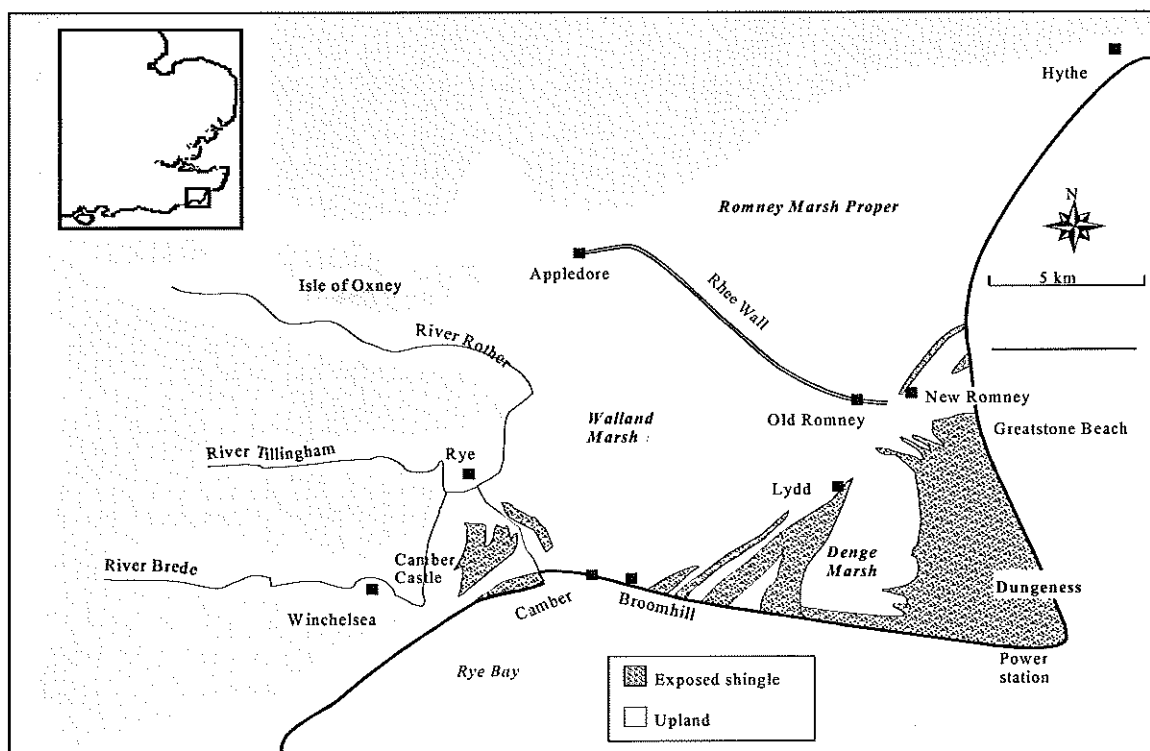 Hythe
N
5 km
Romney Marsh Proper
Appledore
Rhee Wall
Isle of Oxney
River Rother
Walland
Marsh :
Old Romney
New Romney
Greatstone Beach
River Tillingham
Rye
Lydd
Camber
Castle
Denge
Marsh
River Brede
Winchelsea
Camber
Broomhill
Dungeness
Power
station
Rye Bay
Exposed shingle
Upland